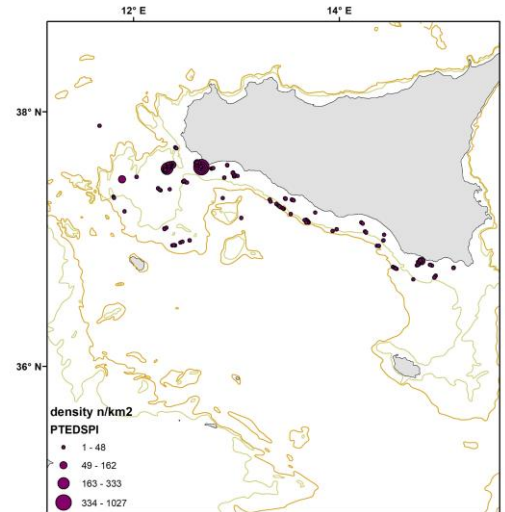 12° E 14° E
38° N
36° N
density n/km2
PTEDSPI
1 - 48
49 - 162
163 - 333
334 - 1027